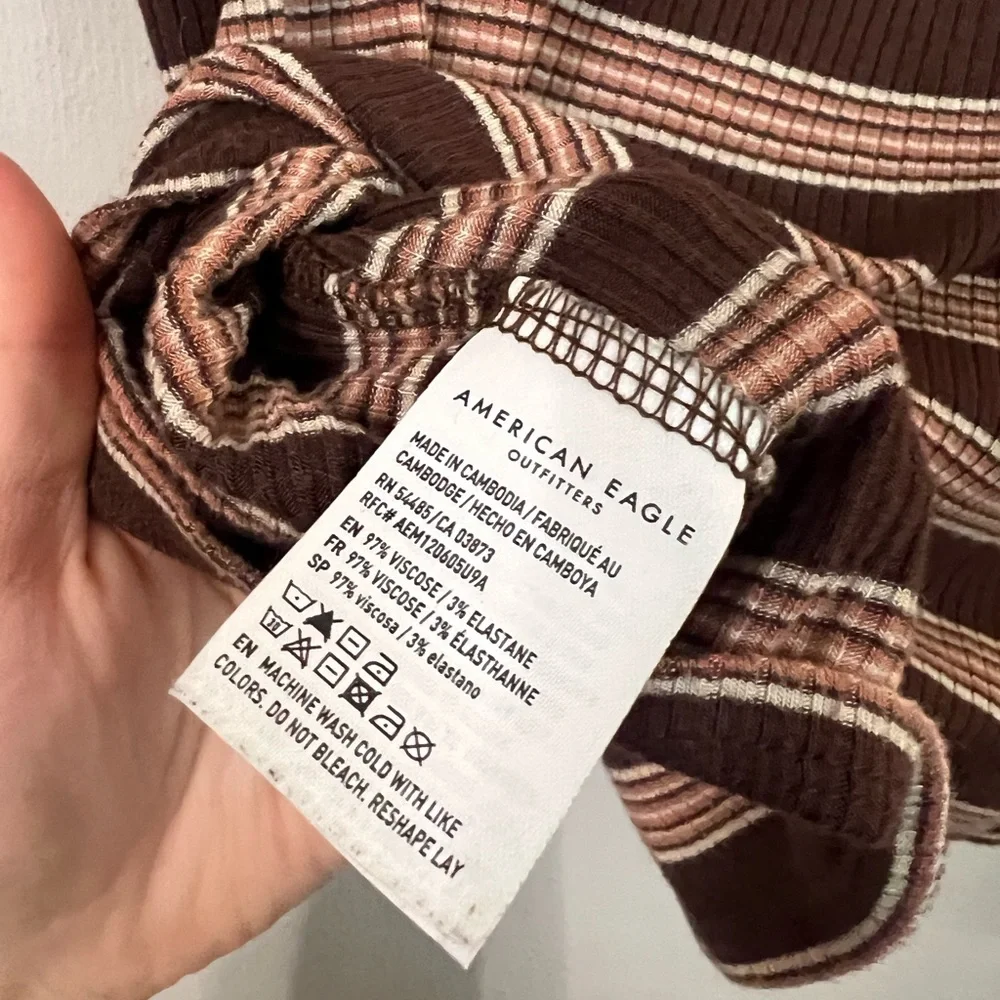 AMERICAN EAGLE
OUTFITTERS
MADE IN CAMBODIA / FABRIQUÉ AU
CAMBODGE / HECHO EN CAMBOYA
RN 54485 / CA 03873
RFC# AEM120605U9A
EN 97% VISCOSE / 3% ELASTANE
FR 97% VISCOSE / 3% ÉLASTHANNE
SP 97% viscosa / 3% elastano
EN MACHINE WASH COLD WITH LIKE
COLORS. DO NOT BLEACH. RESHAPE LAY